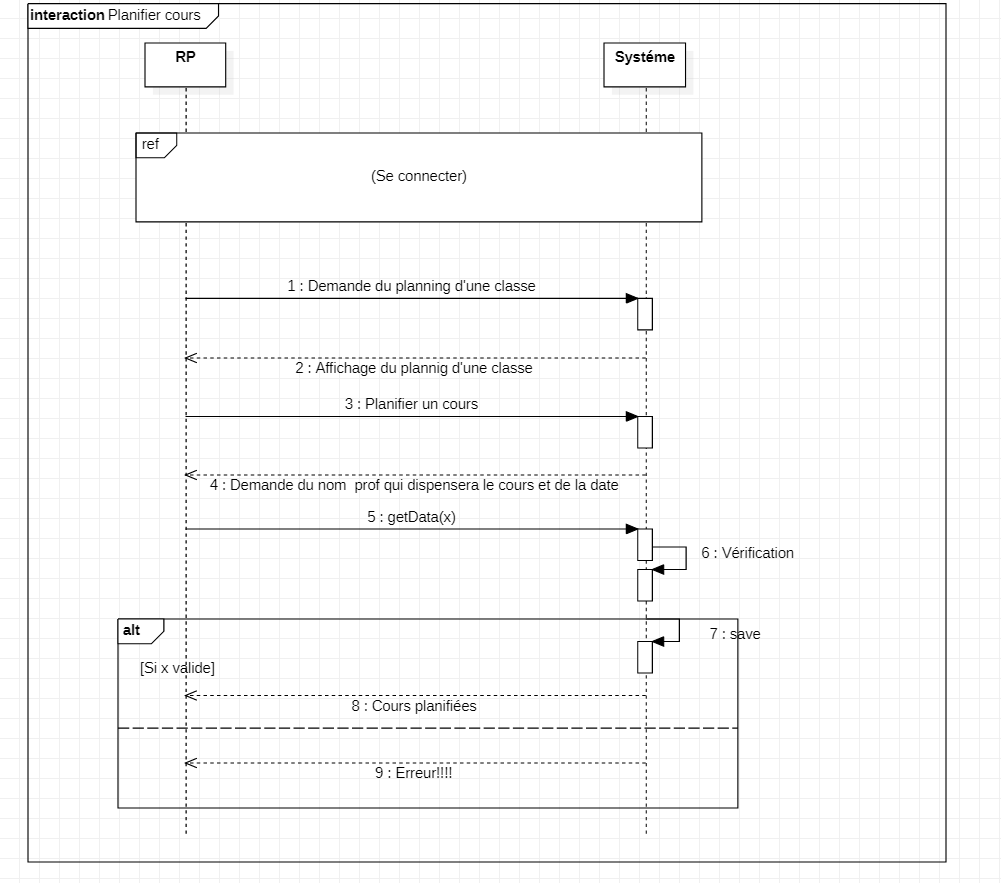 interaction Planifier cours
RP
Systéme
ref
(Se connecter)
1 : Demande du planning d'une classe
2 : Affichage du plannig d'une classe
3 : Planifier un cours
4 : Demande du nom  prof qui dispensera le cours et de la date
5 : getData(x)
6 : Vérification
alt
7 : save
[Si x valide]
8 : Cours planifiées
9 : Erreur!!!!